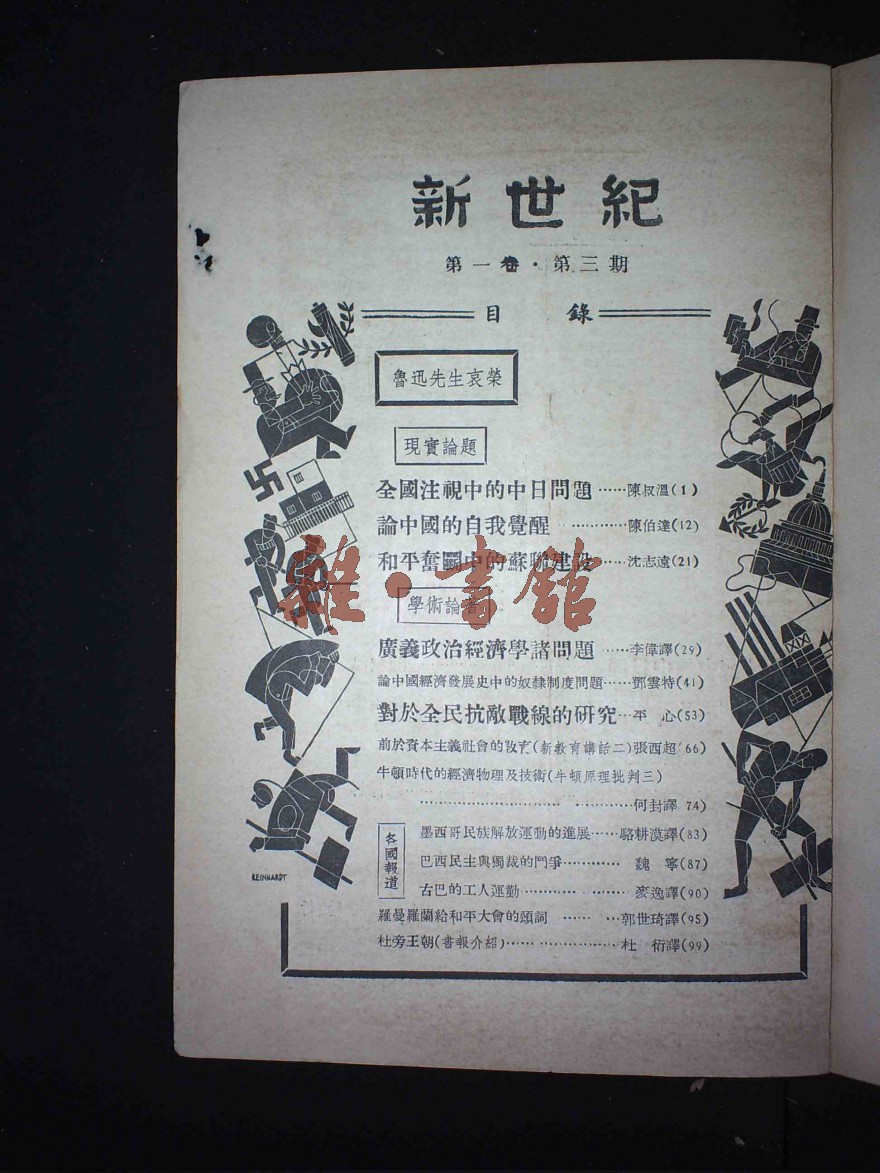 新世紀
第一卷·第三期
目錄
魯迅先生哀榮
現實論題
全國注視中的中日問題……陳叔溫(1)
論中國的自我覺醒…………陳伯達(12)
和平奮鬭中的蘇聯建設……沈志遠(21)
雜·書館
學術論著
廣義政治經濟學諸問題……李偉譯(29)
論中國經濟發展史中的奴隸制度問題……鄧雲特(41)
對於全民抗敵戰線的研究…平心(53)
前於資本主義社會的敎育(新教育講話二)張西超(66)
牛頓時代的經濟物理及技術(牛頓原理批判三)
……………………何封譯 74)
各國報道
墨西哥民族解放運動的進展……駱耕漠譯(83)
巴西民主與獨裁的鬥爭…………魏寧(87)
古巴的工人運動……………麥逸譯(90)
羅曼羅蘭給和平大會的頌詞………郭世琦譯(95)
杜旁王朝(書報介紹)……………杜衍譯(99)
REINHARDT